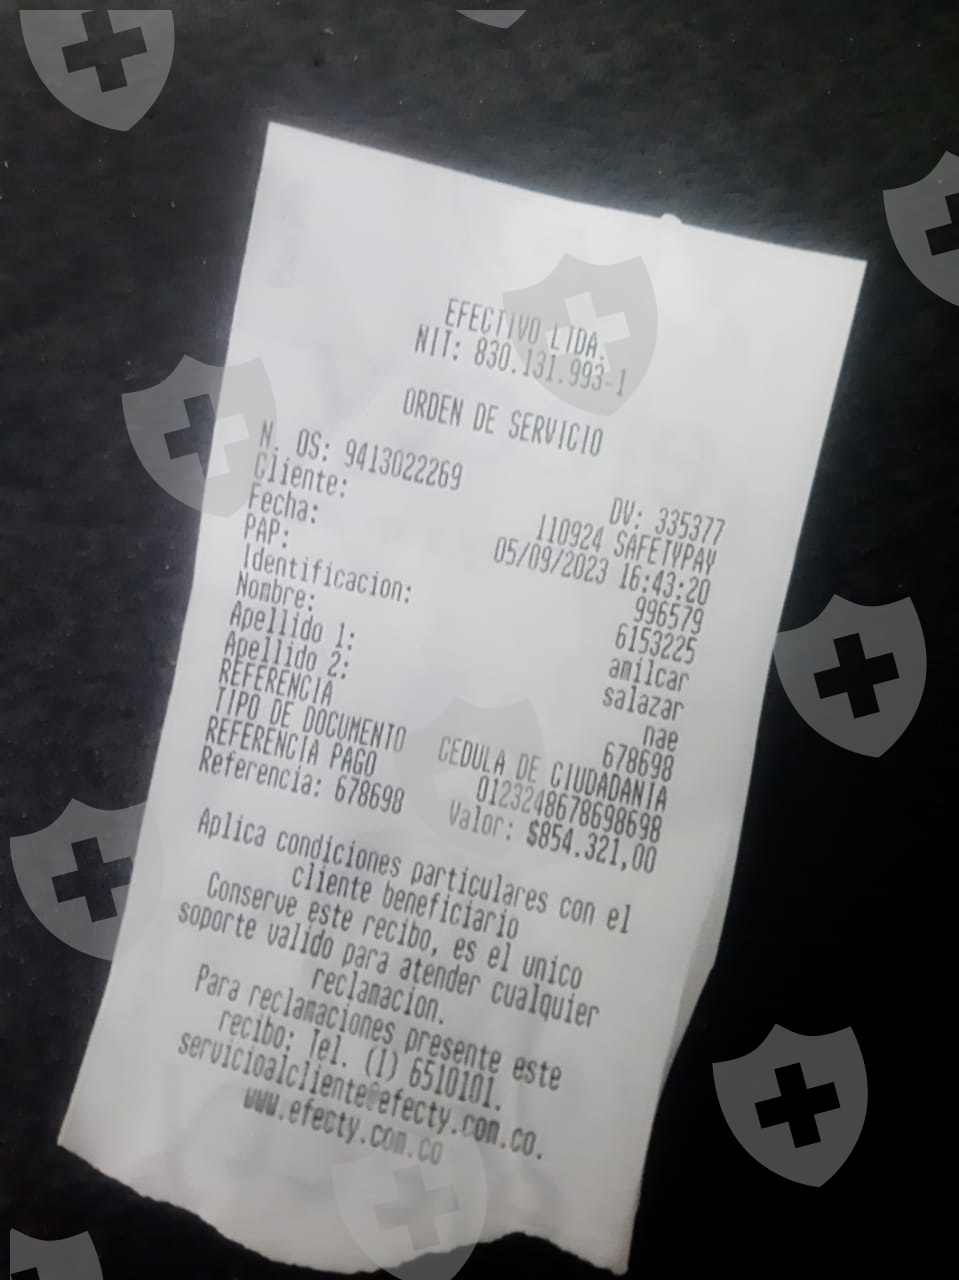 EFECTIVO LTDA.
NIT: 830.131.993-1
ORDEN DE SERVICIO
N. OS: 9413022269 DV: 335377
Cliente: 110924 SAFETYPAY
Fecha: 05/09/2023 16:43:20
PAP: 996579
Identificacion: 6153225
Nombre: amilcar
Apellido 1: salazar
Apellido 2: nae
REFERENCIA 678698
TIPO DE DOCUMENTO CEDULA DE CIUDADANIA
REFERENCIA PAGO 0123248678698698
Referencia: 678698 Valor: $854.321,00
Aplica condiciones particulares con el
cliente beneficiario
Conserve este recibo, es el unico
soporte valido para atender cualquier
reclamacion.
Para reclamaciones presente este
recibo: Tel. (1) 6510101.
servicioalcliente@efecty.com.co.
www.efecty.com.co